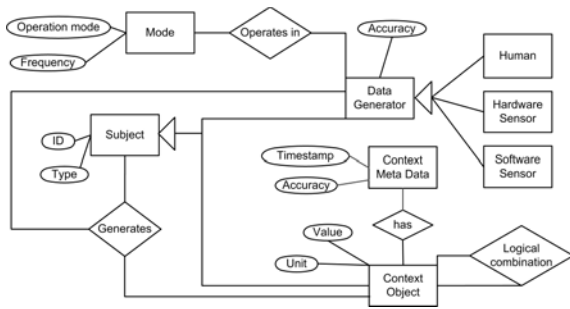 Operation mode
Frequency
Mode
Operates in
Accuracy
Data
Generator
Human
Hardware
Sensor
Software
Sensor
ID
Type
Subject
Timestamp
Accuracy
Context
Meta Data
Generates
has
Value
Unit
Context
Object
Logical
combination